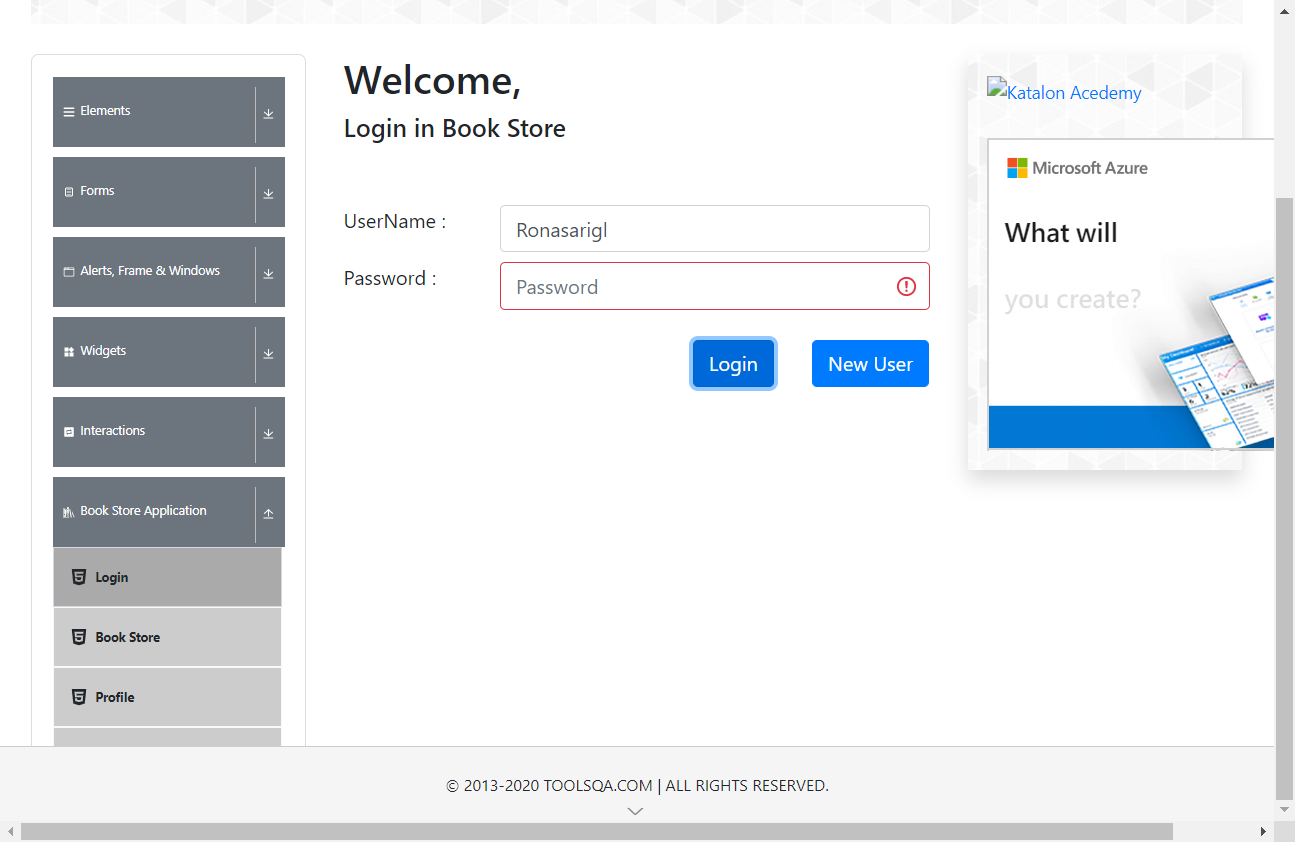 Elements
Forms
Alerts, Frame & Windows
Widgets
Interactions
Book Store Application
Login
Book Store
Profile
Welcome,
Login in Book Store
UserName :
Ronasarigl
Password :
Password
Login
New User
Katalon Acedemy
Microsoft Azure
What will
you create?
© 2013-2020 TOOLSQA.COM | ALL RIGHTS RESERVED.